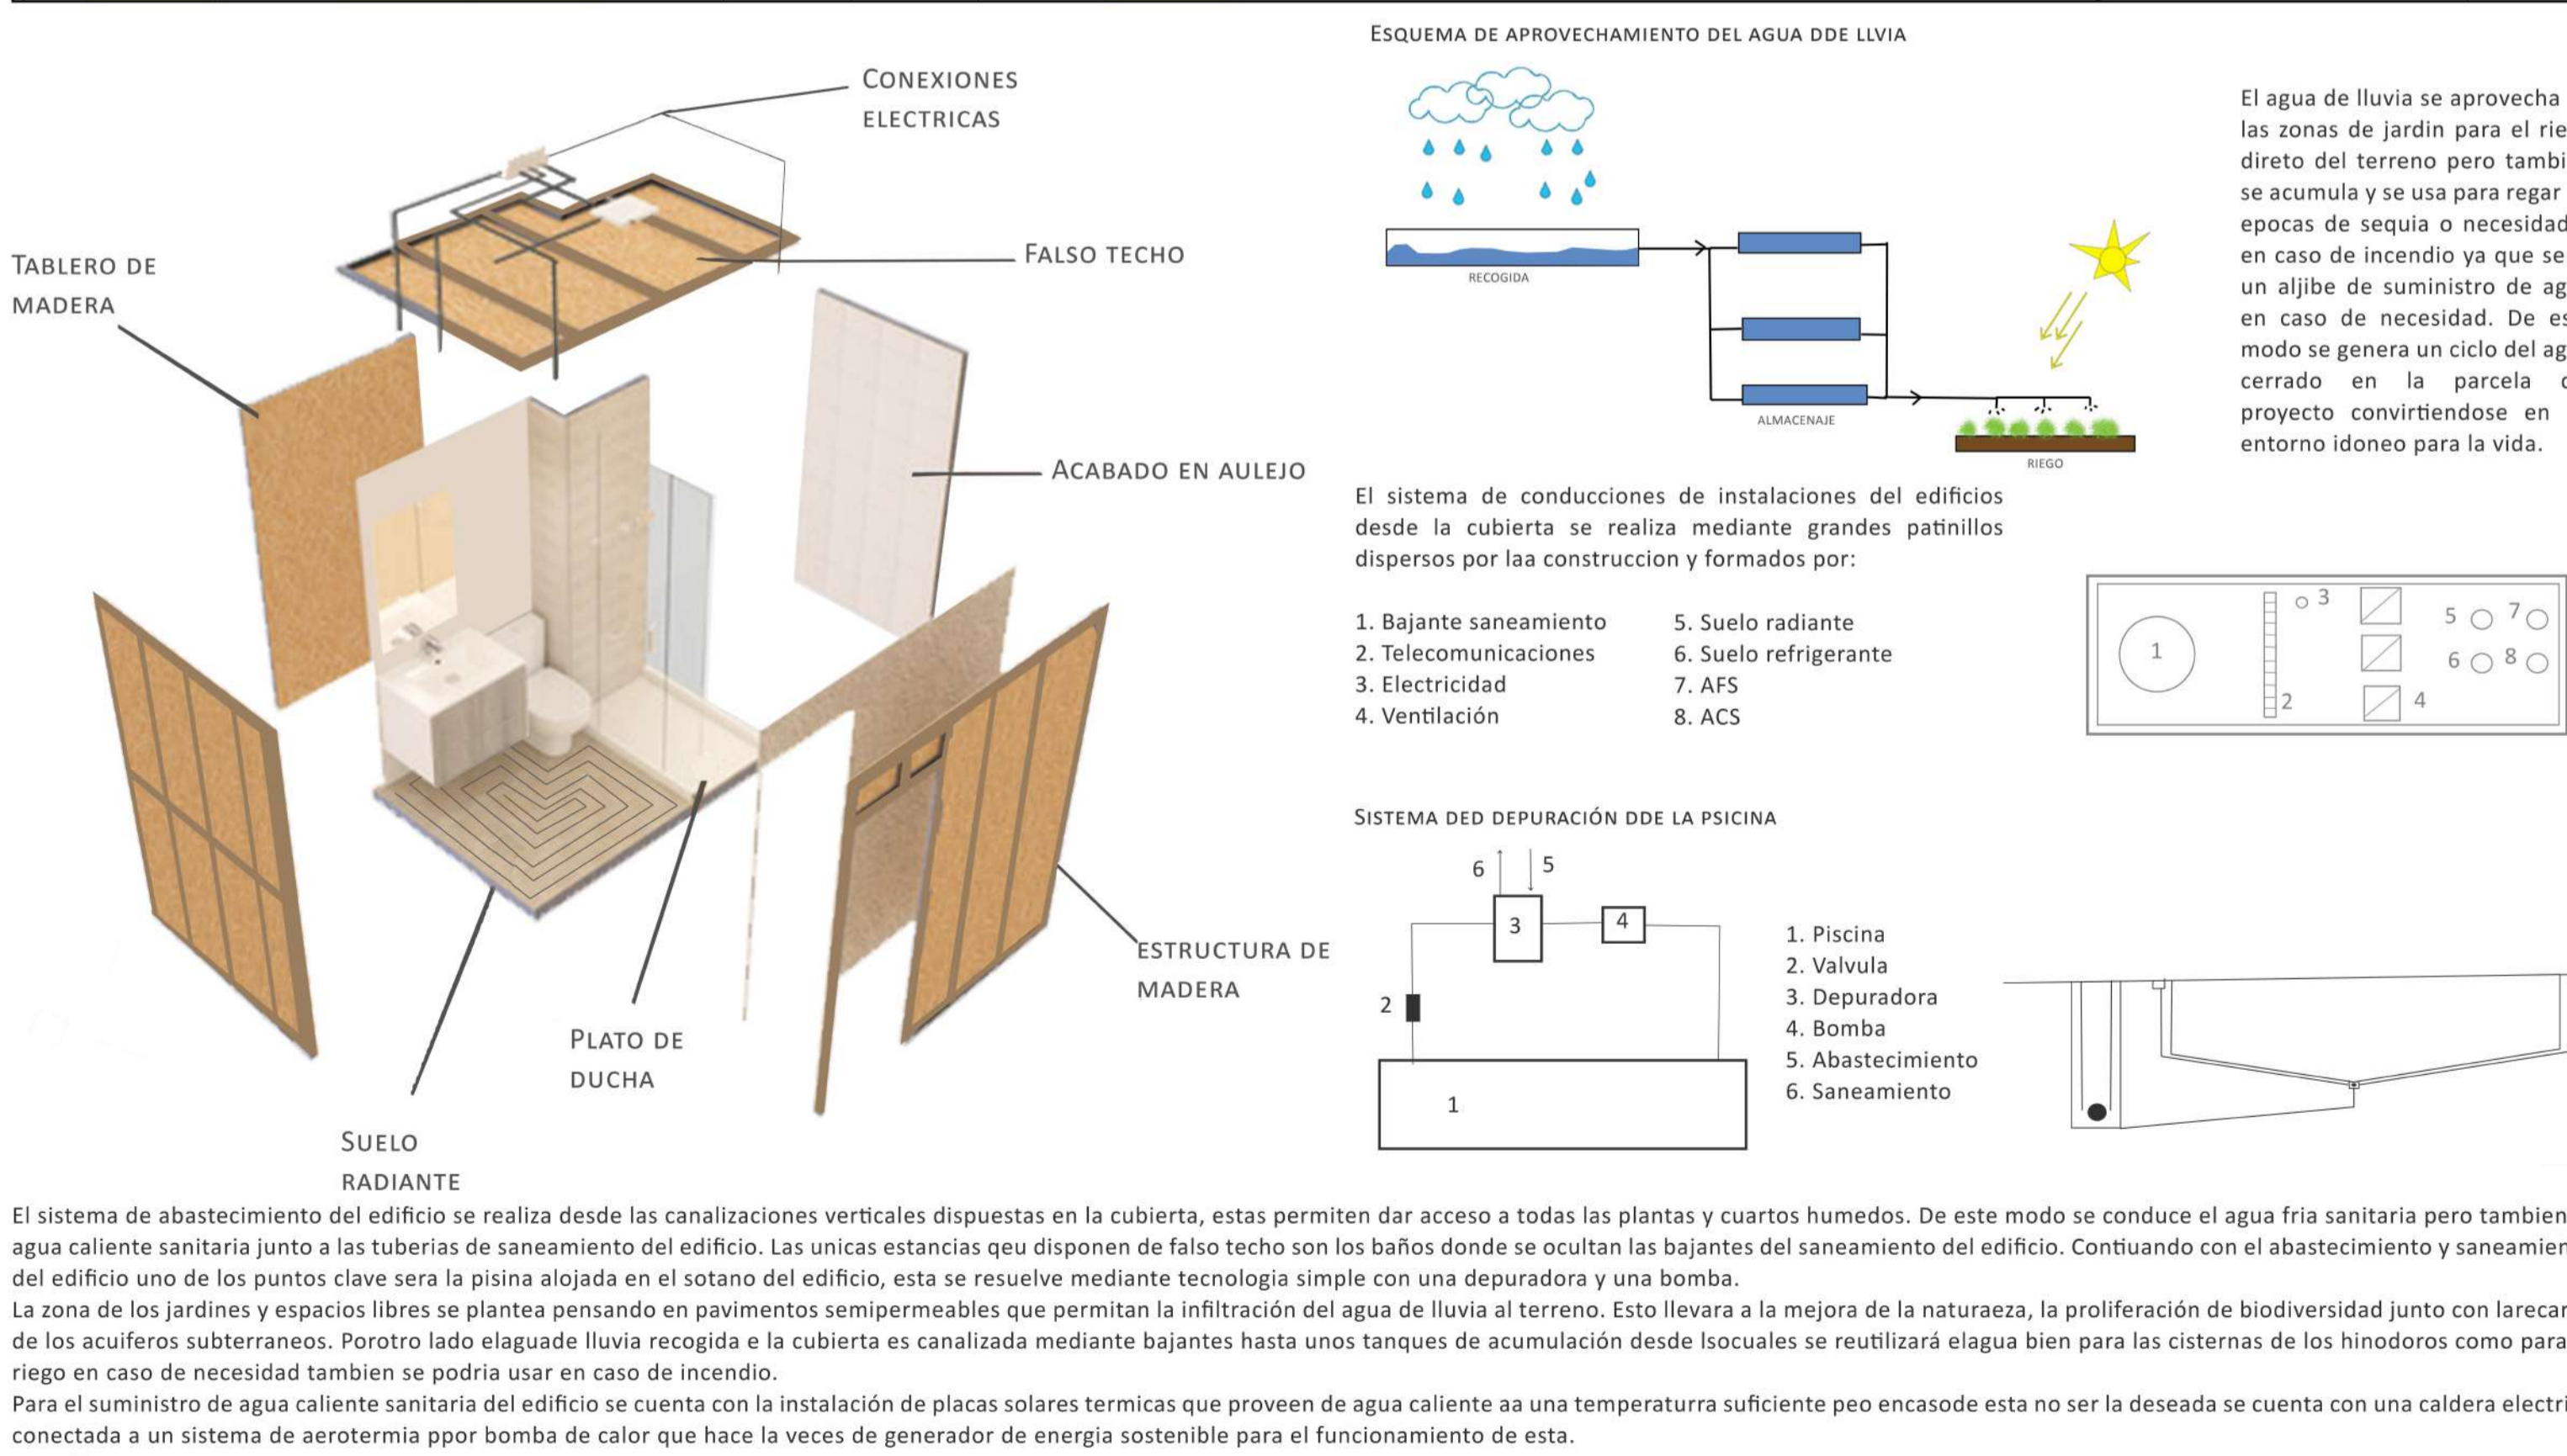 ESQUEMA DE APROVECHAMIENTO DEL AGUA DDE LLVIA
CONEXIONES
ELECTRICAS
FALSO TECHO
TABLERO DE
MADERA
ACABADO EN AULEJO
ESTRUCTURA DE
MADERA
PLATO DE
DUCHA
SUELO
RADIANTE
RECOGIDA
ALMACENAJE
RIEGO
El agua de lluvia se aprovecha
las zonas de jardin para el rie
direto del terreno pero tambi
se acumula y se usa para regar
epocas de sequia o necesidad
en caso de incendio ya que se
un aljibe de suministro de ag
en caso de necesidad. De es
modo se genera un ciclo del ag
cerrado en la parcela
proyecto convirtiendose en
entorno idoneo para la vida.
El sistema de conducciones de instalaciones del edificios
desde la cubierta se realiza mediante grandes patinillos
dispersos por laa construccion y formados por:
1. Bajante saneamiento
2. Telecomunicaciones
3. Electricidad
4. Ventilación
5. Suelo radiante
6. Suelo refrigerante
7. AFS
8. ACS
1
2
3
4
5
7
6
8
SISTEMA DED DEPURACIÓN DDE LA PSICINA
6
5
3
4
2
1
1. Piscina
2. Valvula
3. Depuradora
4. Bomba
5. Abastecimiento
6. Saneamiento
El sistema de abastecimiento del edificio se realiza desde las canalizaciones verticales dispuestas en la cubierta, estas permiten dar acceso a todas las plantas y cuartos humedos. De este modo se conduce el agua fria sanitaria pero tambien
agua caliente sanitaria junto a las tuberias de saneamiento del edificio. Las unicas estancias qeu disponen de falso techo son los baños donde se ocultan las bajantes del saneamiento del edificio. Contiuando con el abastecimiento y saneamien
del edificio uno de los puntos clave sera la pisina alojada en el sotano del edificio, esta se resuelve mediante tecnologia simple con una depuradora y una bomba.
La zona de los jardines y espacios libres se plantea pensando en pavimentos semipermeables que permitan la infiltración del agua de lluvia al terreno. Esto llevara a la mejora de la naturaeza, la proliferación de biodiversidad junto con larecar
de los acuiferos subterraneos. Porotro lado elaguade lluvia recogida e la cubierta es canalizada mediante bajantes hasta unos tanques de acumulación desde lsocuales se reutilizará elagua bien para las cisternas de los hinodoros como para
riego en caso de necesidad tambien se podria usar en caso de incendio.
Para el suministro de agua caliente sanitaria del edificio se cuenta con la instalación de placas solares termicas que proveen de agua caliente aa una temperaturra suficiente peo encasode esta no ser la deseada se cuenta con una caldera electri
conectada a un sistema de aerotermia ppor bomba de calor que hace la veces de generador de energia sostenible para el funcionamiento de esta.